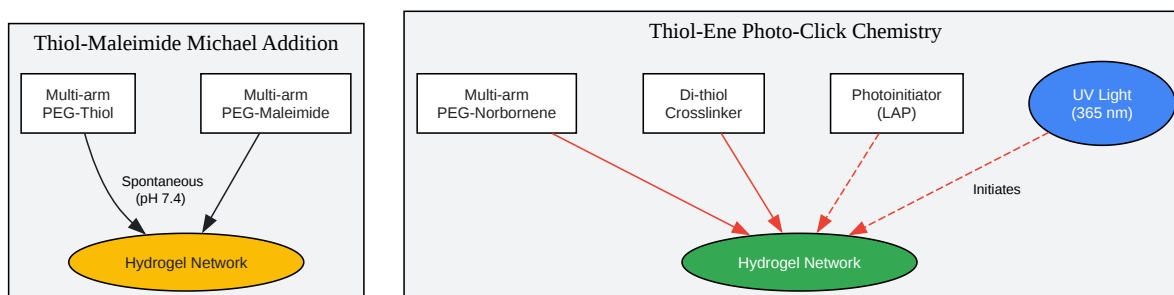 Thiol-Maleimide Michael Addition
Multi-arm
PEG-Thiol
Multi-arm
PEG-Maleimide
Spontaneous
(pH 7.4)
Hydrogel Network
Thiol-Ene Photo-Click Chemistry
Multi-arm
PEG-Norbornene
Di-thiol
Crosslinker
Photoinitiator
(LAP)
UV Light
(365 nm)
Initiates
Hydrogel Network